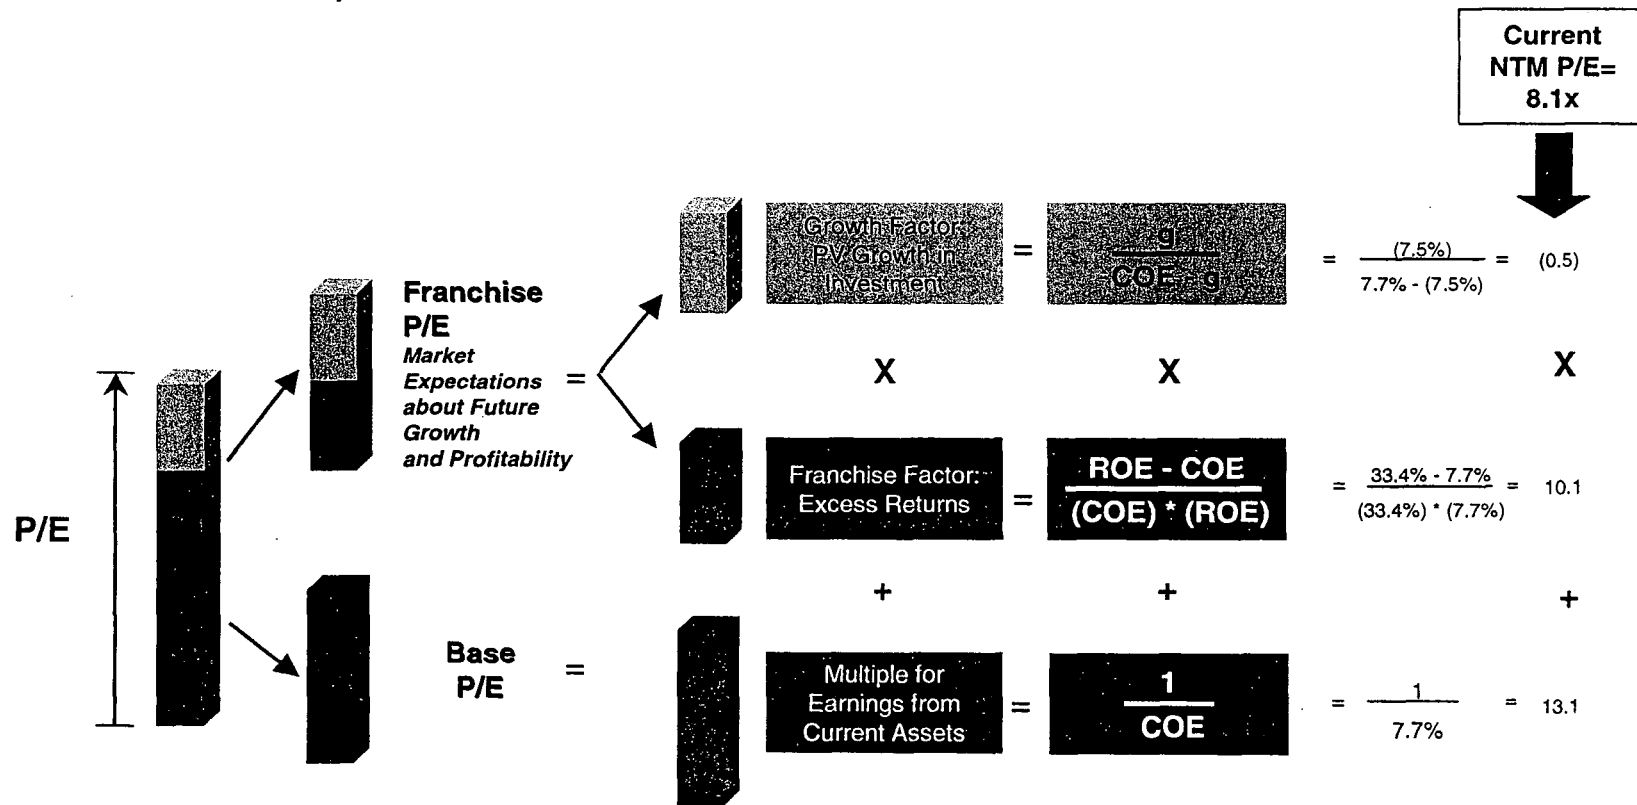 Current
NTM P/E=
8.1x
Growth Factor:
PV Growth in
Investment
=
g
COE - g
=
(7.5%)
7.7% - (7.5%)
=
(0.5)
Franchise
P/E
Market
Expectations
about Future
Growth
and Profitability
=
X
X
X
Franchise Factor:
Excess Returns
=
ROE - COE
(COE) * (ROE)
=
33.4% - 7.7%
(33.4%) * (7.7%)
=
10.1
P/E
+
+
+
Base
P/E
=
Multiple for
Earnings from
Current Assets
=
1
COE
=
1
7.7%
=
13.1